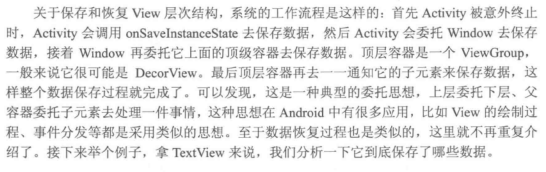 关于保存和恢复 View 层次结构，系统的工作流程是这样的：首先 Activity 被意外终止
时，Activity 会调用 onSaveInstanceState 去保存数据，然后 Activity 会委托 Window 去保存
数据，接着 Window 再委托它上面的顶级容器去保存数据。顶层容器是一个 ViewGroup，
一般来说它很可能是 DecorView。最后顶层容器再去一一通知它的子元素来保存数据，这
样整个数据保存过程就完成了。可以发现，这是一种典型的委托思想，上层委托下层、父
容器委托子元素去处理一件事情，这种思想在 Android 中有很多应用，比如 View 的绘制过
程、事件分发等都是采用类似的思想。至于数据恢复过程也是类似的，这里就不再重复介
绍了。接下来举个例子，拿 TextView 来说，我们分析一下它到底保存了哪些数据。